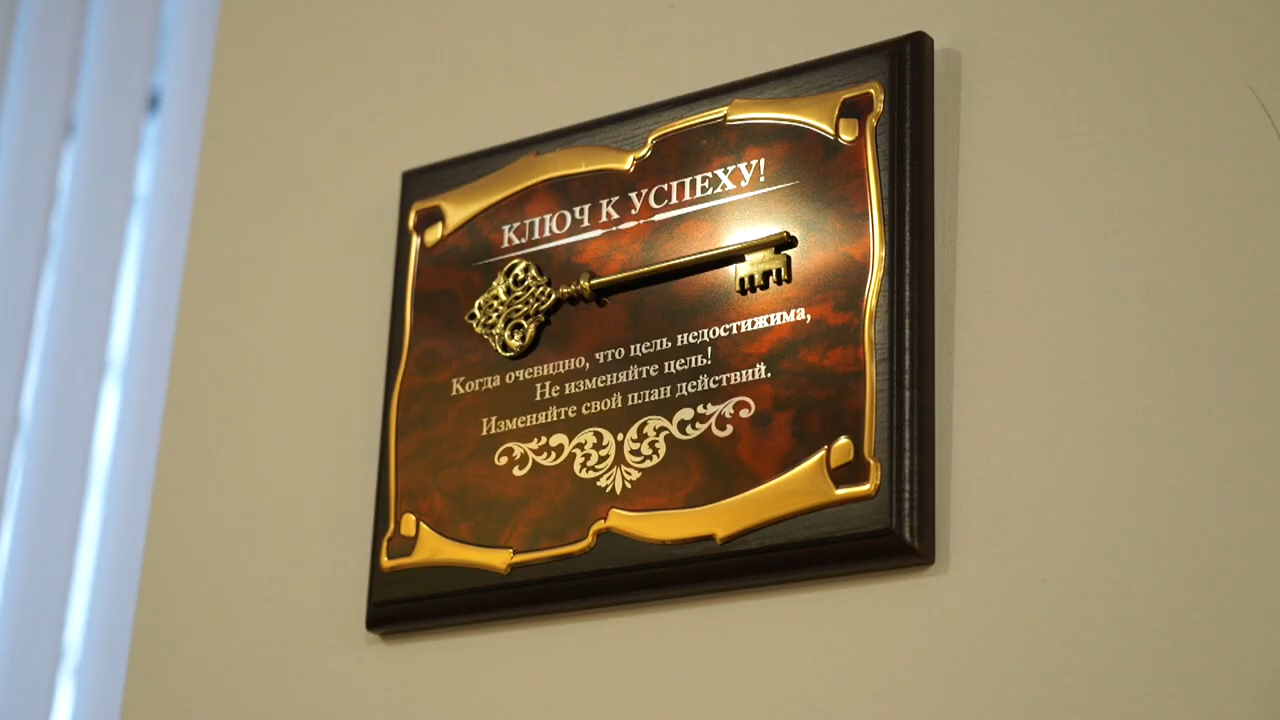 КЛЮЧ К УСПЕХУ!
Когда очевидно, что цель недостижима,
Не изменяйте цель!
Изменяйте свой план действий.